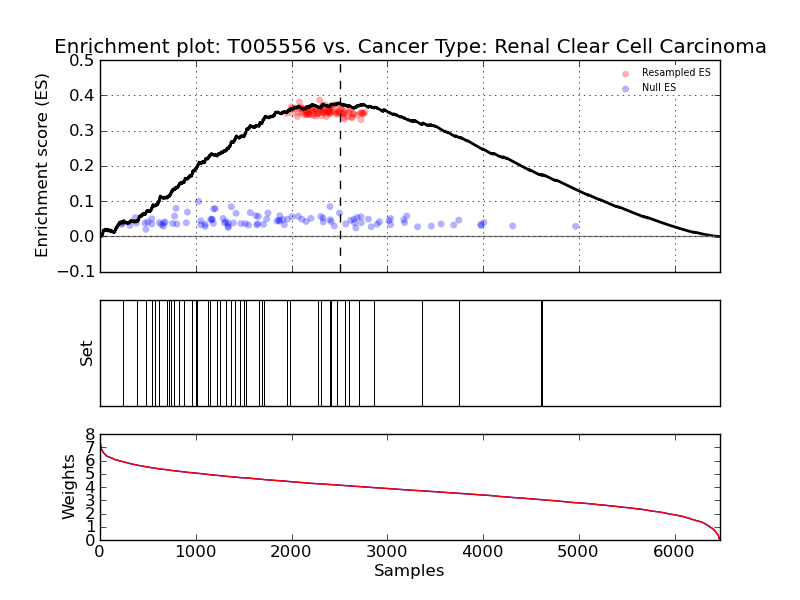 Enrichment plot: T005556 vs. Cancer Type: Renal Clear Cell Carcinoma
Enrichment score (ES)
0.5
0.4
0.3
0.2
0.1
0.0
−0.1
Resampled ES
Null ES
Set
Weights
8
7
6
5
4
3
2
1
0
0 1000 2000 3000 4000 5000 6000
Samples